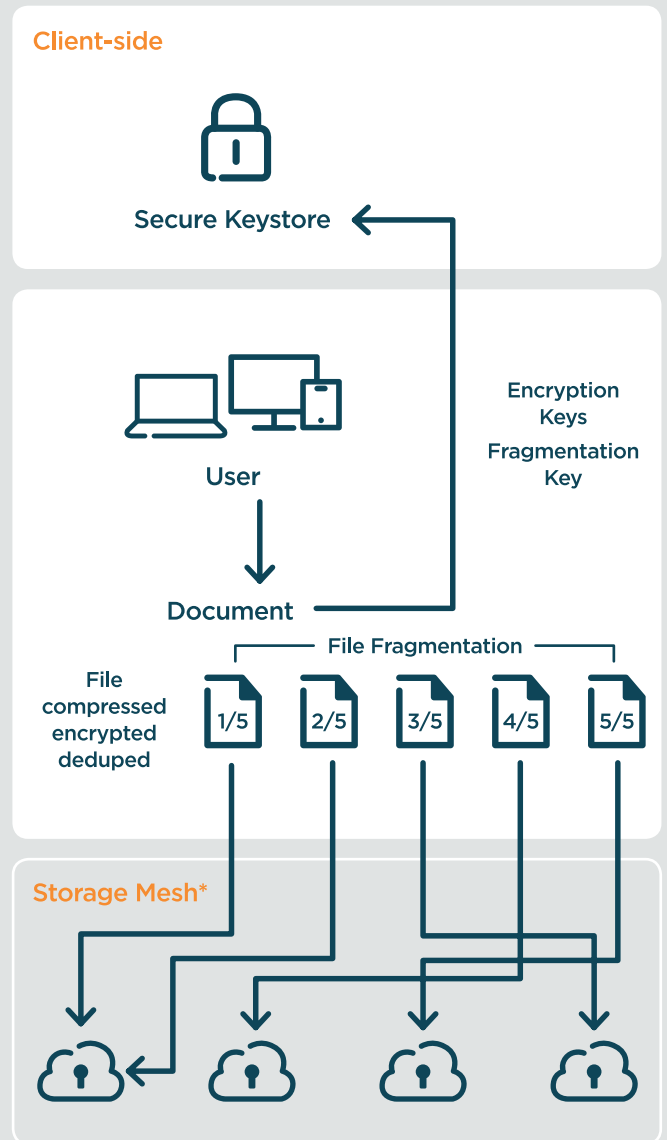 Client-side
Secure Keystore
Encryption
Keys
Fragmentation
Key
User
Document
File Fragmentation
File
compressed
encrypted
deduped
1/5
2/5
3/5
4/5
5/5
Storage Mesh*